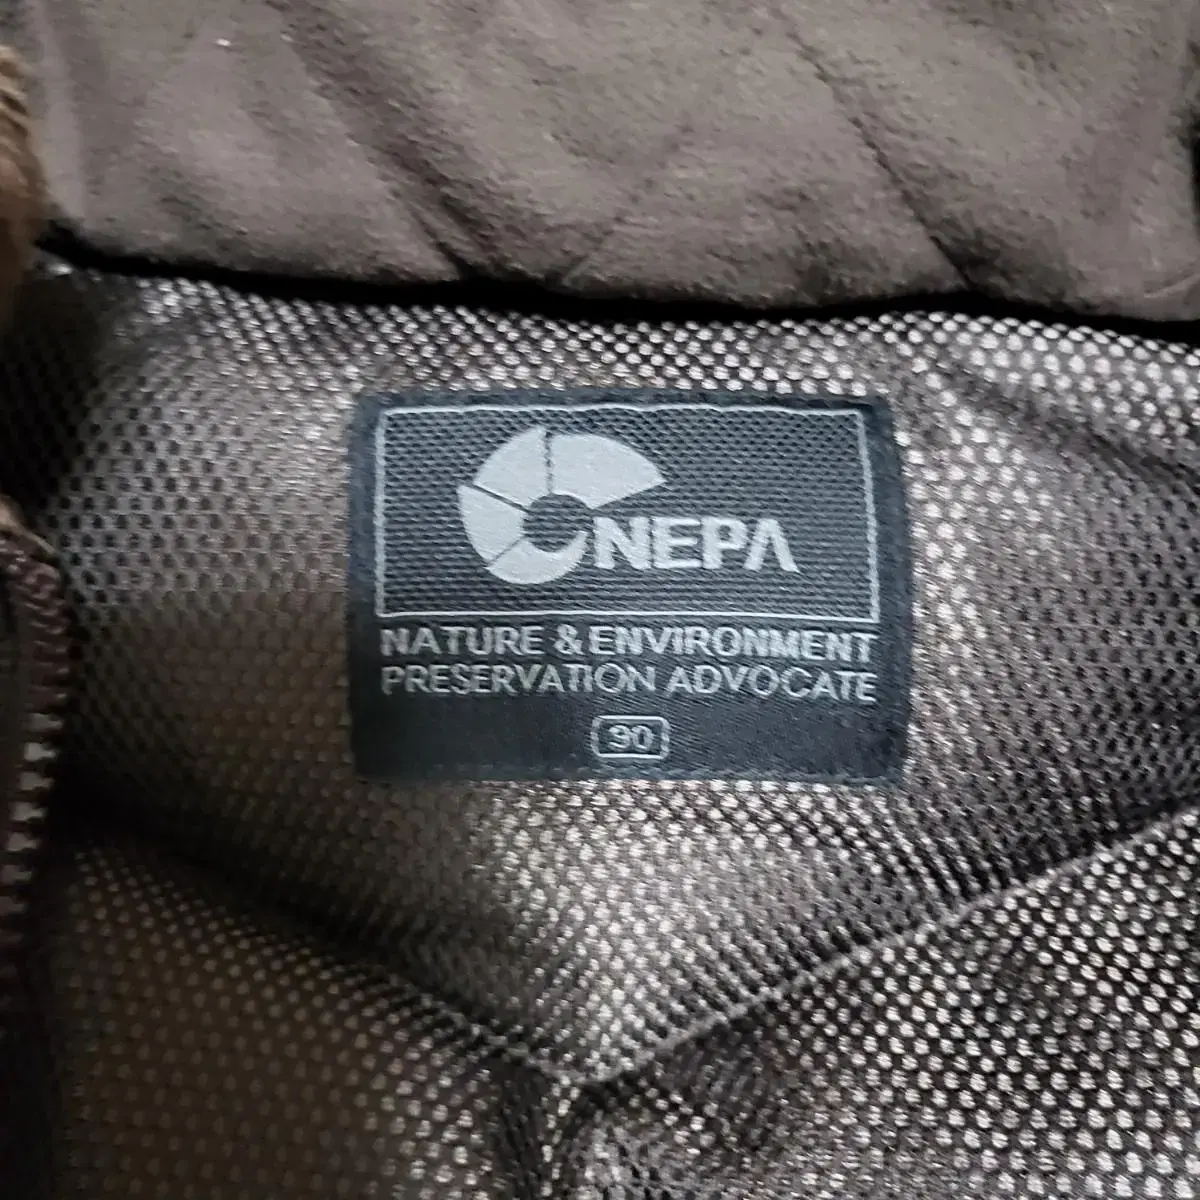 NEPA
NATURE & ENVIRONMENT
PRESERVATION ADVOCATE
90